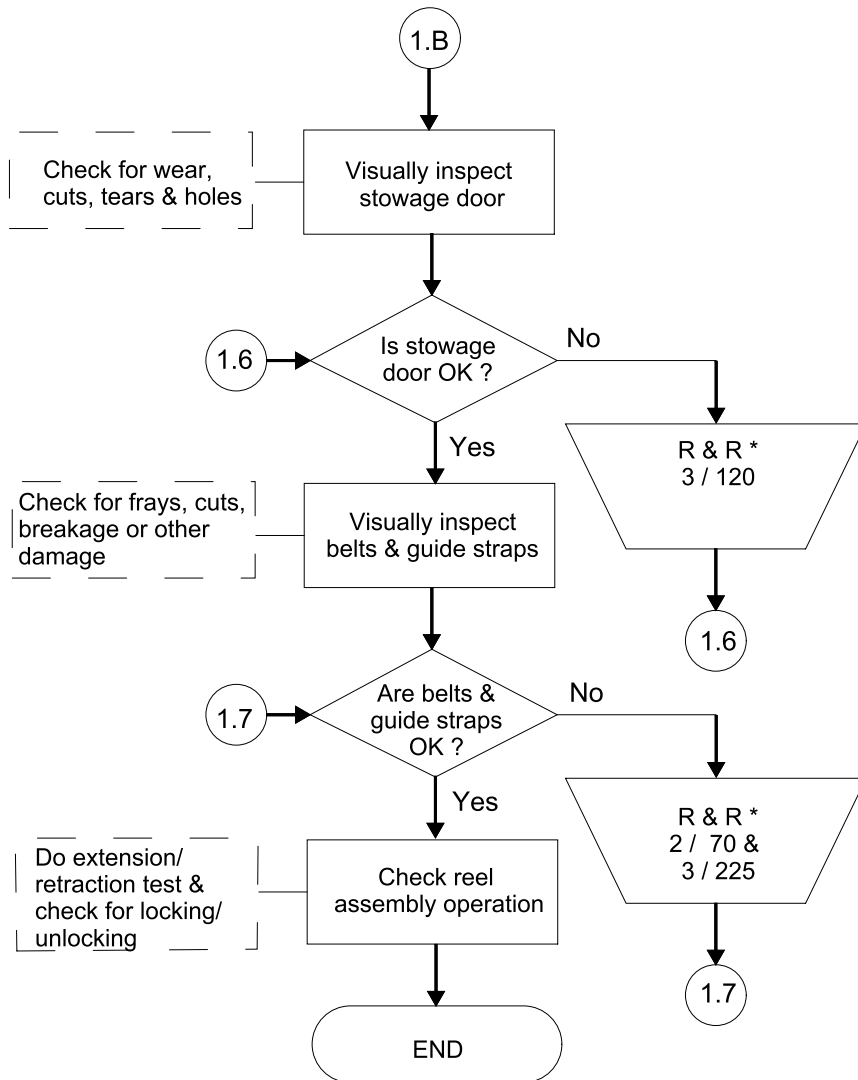 1.B
Check for wear,
cuts, tears & holes
Visually inspect
stowage door
1.6
Is stowage
door OK ?
No
Yes
R & R *
3 / 120
1.6
Check for frays, cuts,
breakage or other
damage
Visually inspect
belts & guide straps
1.7
Are belts &
guide straps
OK ?
No
Yes
R & R *
2 / 70 &
3 / 225
1.7
Do extension/
retraction test &
check for locking/
unlocking
Check reel
assembly operation
END